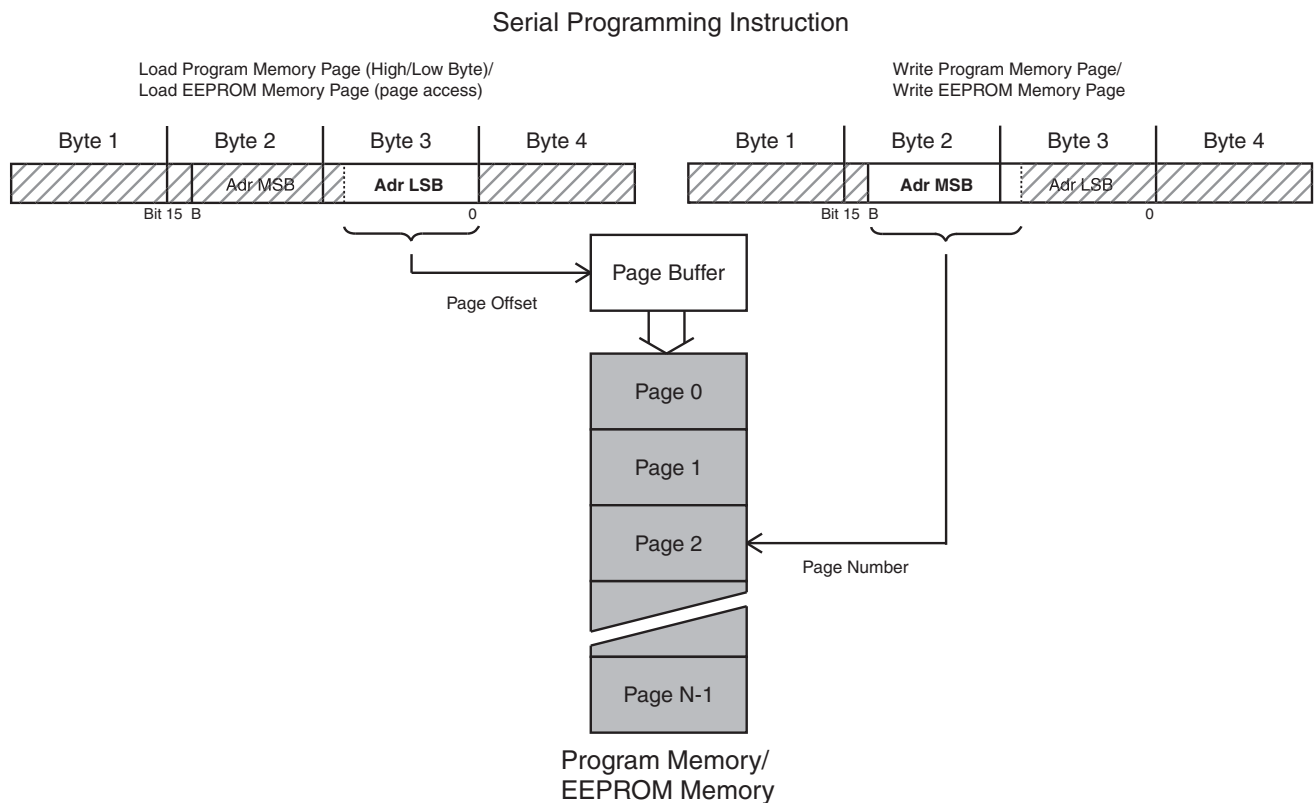 Serial Programming Instruction
Load Program Memory Page (High/Low Byte)/
Load EEPROM Memory Page (page access)
Write Program Memory Page/
Write EEPROM Memory Page
Byte 1 Byte 2 Byte 3 Byte 4
Byte 1 Byte 2 Byte 3 Byte 4
Adr MSB Adr LSB
Adr MSB Adr LSB
Bit 15 B 0
Bit 15 B 0
Page Buffer
Page Offset
Page 0
Page 1
Page 2
Page Number
Page N-1
Program Memory/
EEPROM Memory